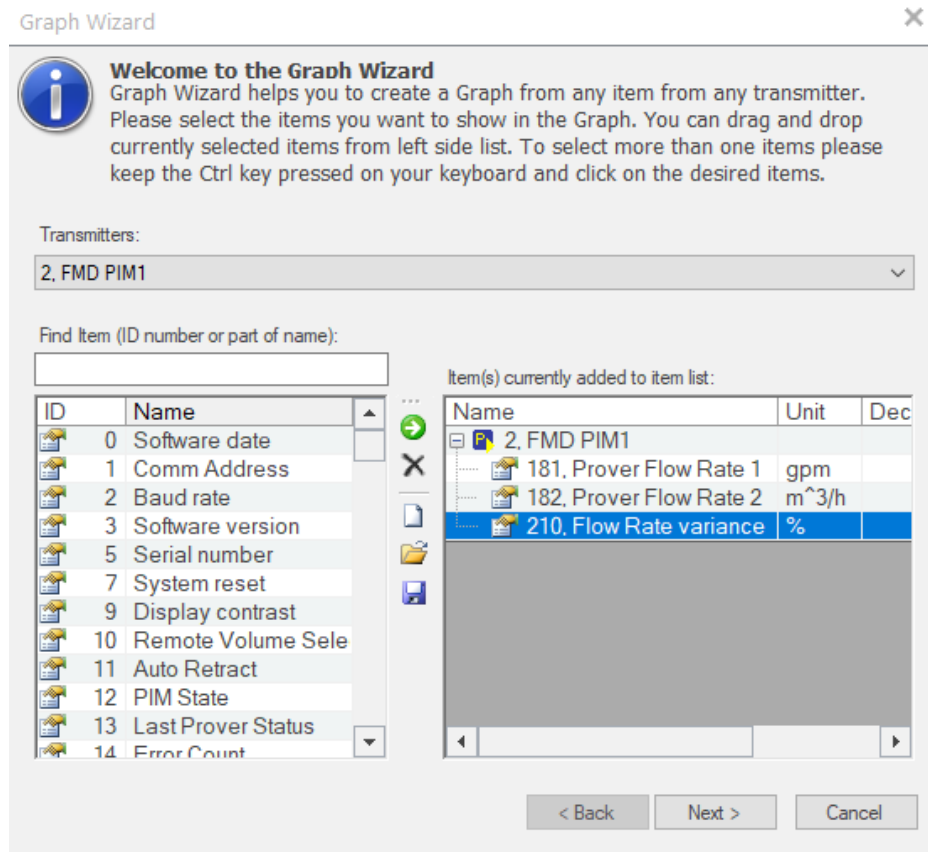 Graph Wizard
Welcome to the Graph Wizard
Graph Wizard helps you to create a Graph from any item from any transmitter.
Please select the items you want to show in the Graph. You can drag and drop
currently selected items from left side list. To select more than one items please
keep the Ctrl key pressed on your keyboard and click on the desired items.
Transmitters:
2, FMD PIM1
Find Item (ID number or part of name):
ID Name
0 Software date
1 Comm Address
2 Baud rate
3 Software version
5 Serial number
7 System reset
9 Display contrast
10 Remote Volume Sele
11 Auto Retract
12 PIM State
13 Last Prover Status
14 Error Count
Item(s) currently added to item list:
Name Unit Dec
2, FMD PIM1
181, Prover Flow Rate 1 gpm
182, Prover Flow Rate 2 m^3/h
210, Flow Rate variance %
< Back Next > Cancel